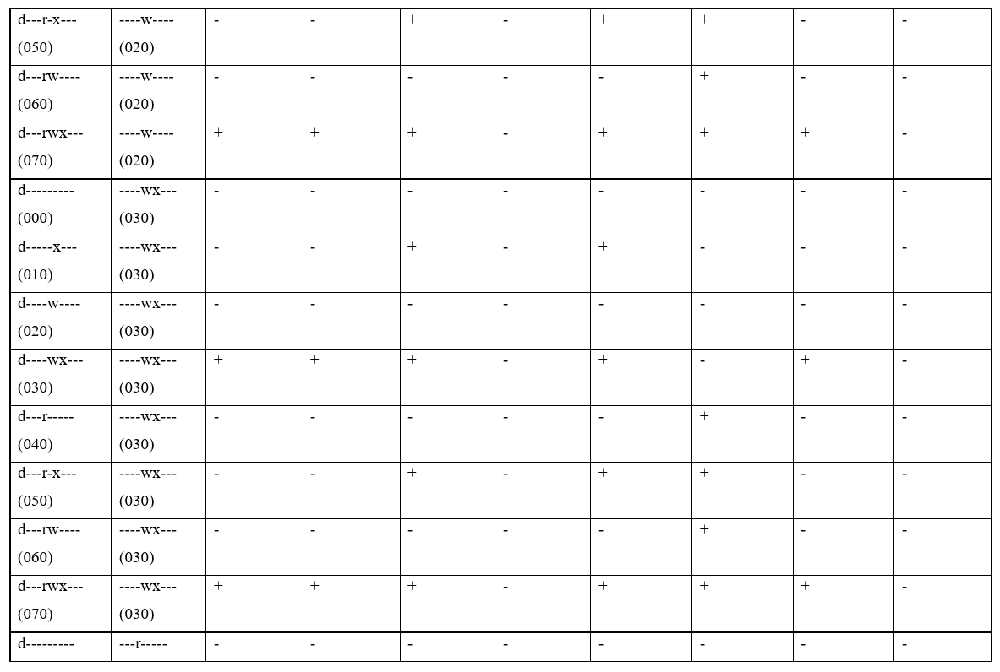 d---r-x--- ----w---- - - + - + + - -
(050) (020)
d---rw---- ----w---- - - - - - + - -
(060) (020)
d---rwx--- ----w---- + + + - + + + -
(070) (020)
d--------- ----wx--- - - - - - - - -
(000) (030)
d-----x--- ----wx--- - - + - + - - -
(010) (030)
d----w---- ----wx--- - - - - - - - -
(020) (030)
d----wx--- ----wx--- + + + - + - + -
(030) (030)
d---r----- ----wx--- - - - - - + - -
(040) (030)
d---r-x--- ----wx--- - - + - + + - -
(050) (030)
d---rw---- ----wx--- - - - - - + - -
(060) (030)
d---rwx--- ----wx--- + + + - + + + -
(070) (030)
d--------- ---r----- - - - - - - - -